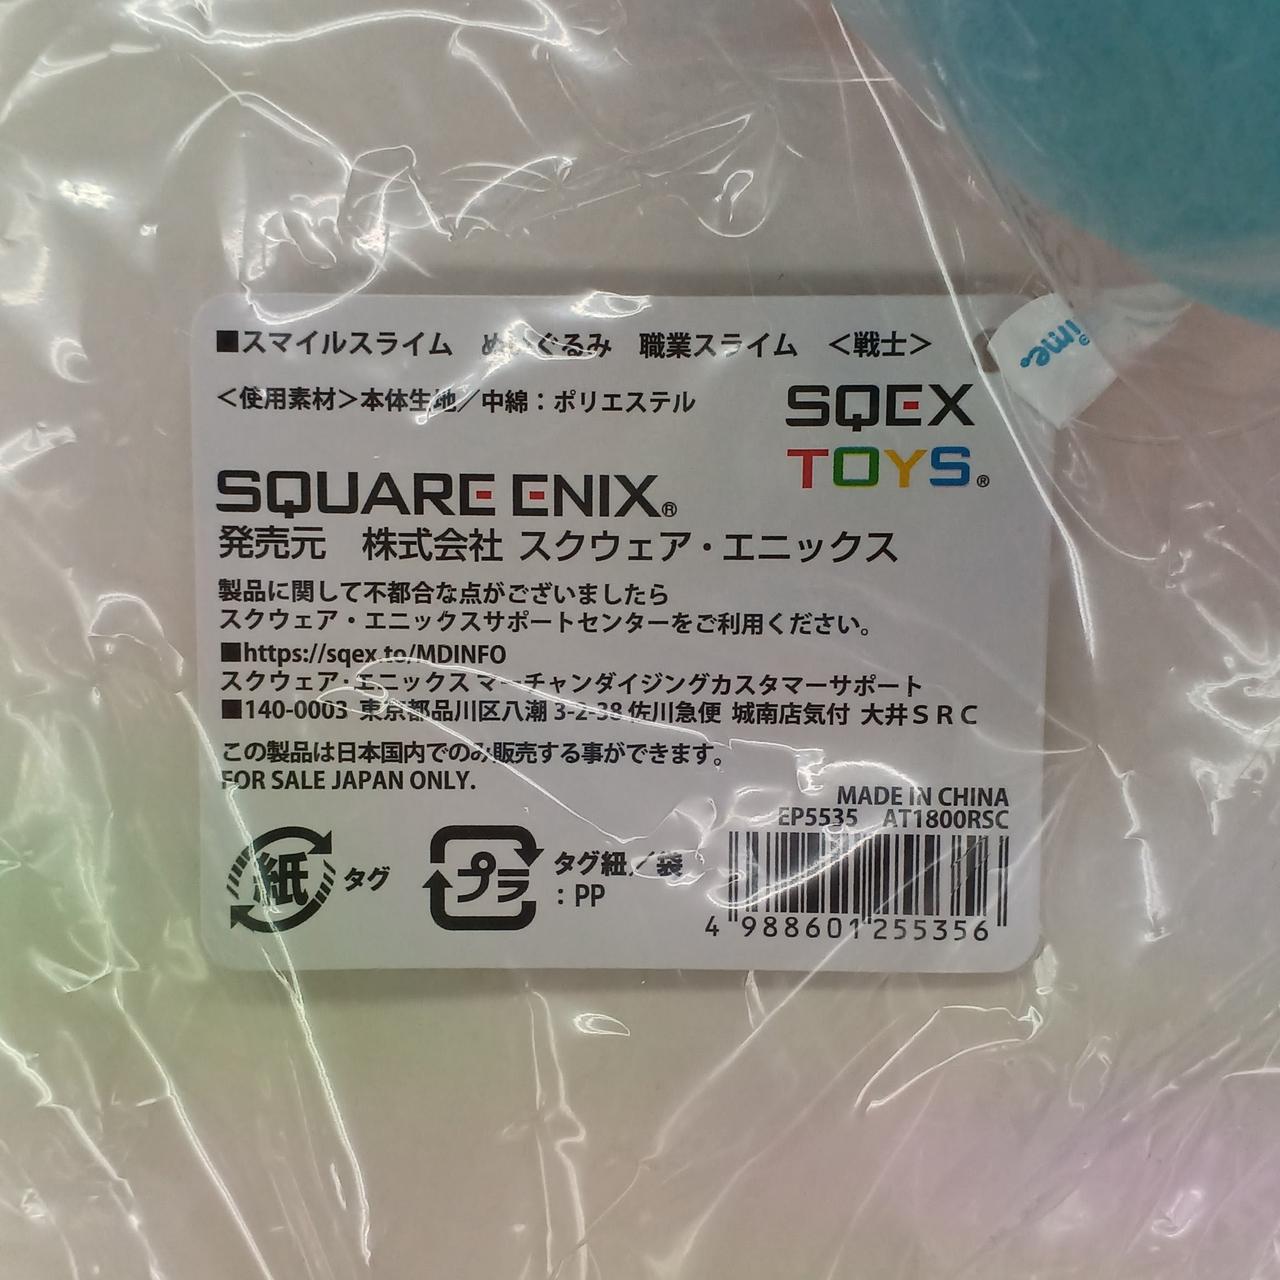 ■スマイルスライム ぬいぐるみ 職業スライム <戦士>
<使用素材>本体生地/中綿:ポリエステル
SQEX
TOYS®
SQUARE ENIX®
発売元 株式会社 スクウェア・エニックス
製品に関して不都合な点がございましたら
スクウェア・エニックスサポートセンターをご利用ください。
■https://sqex.to/MDINFO
スクウェア・エニックス マーチャンダイジングカスタマーサポート
■140-0003 東京都品川区八潮 3-2-38 佐川急便 城南店気付 大井SRC
この製品は日本国内でのみ販売する事ができます。
FOR SALE JAPAN ONLY.
MADE IN CHINA
EP5535 AT1800RSC
紙 タグ
プラ タグ紐/袋
:PP
4 988601 255356